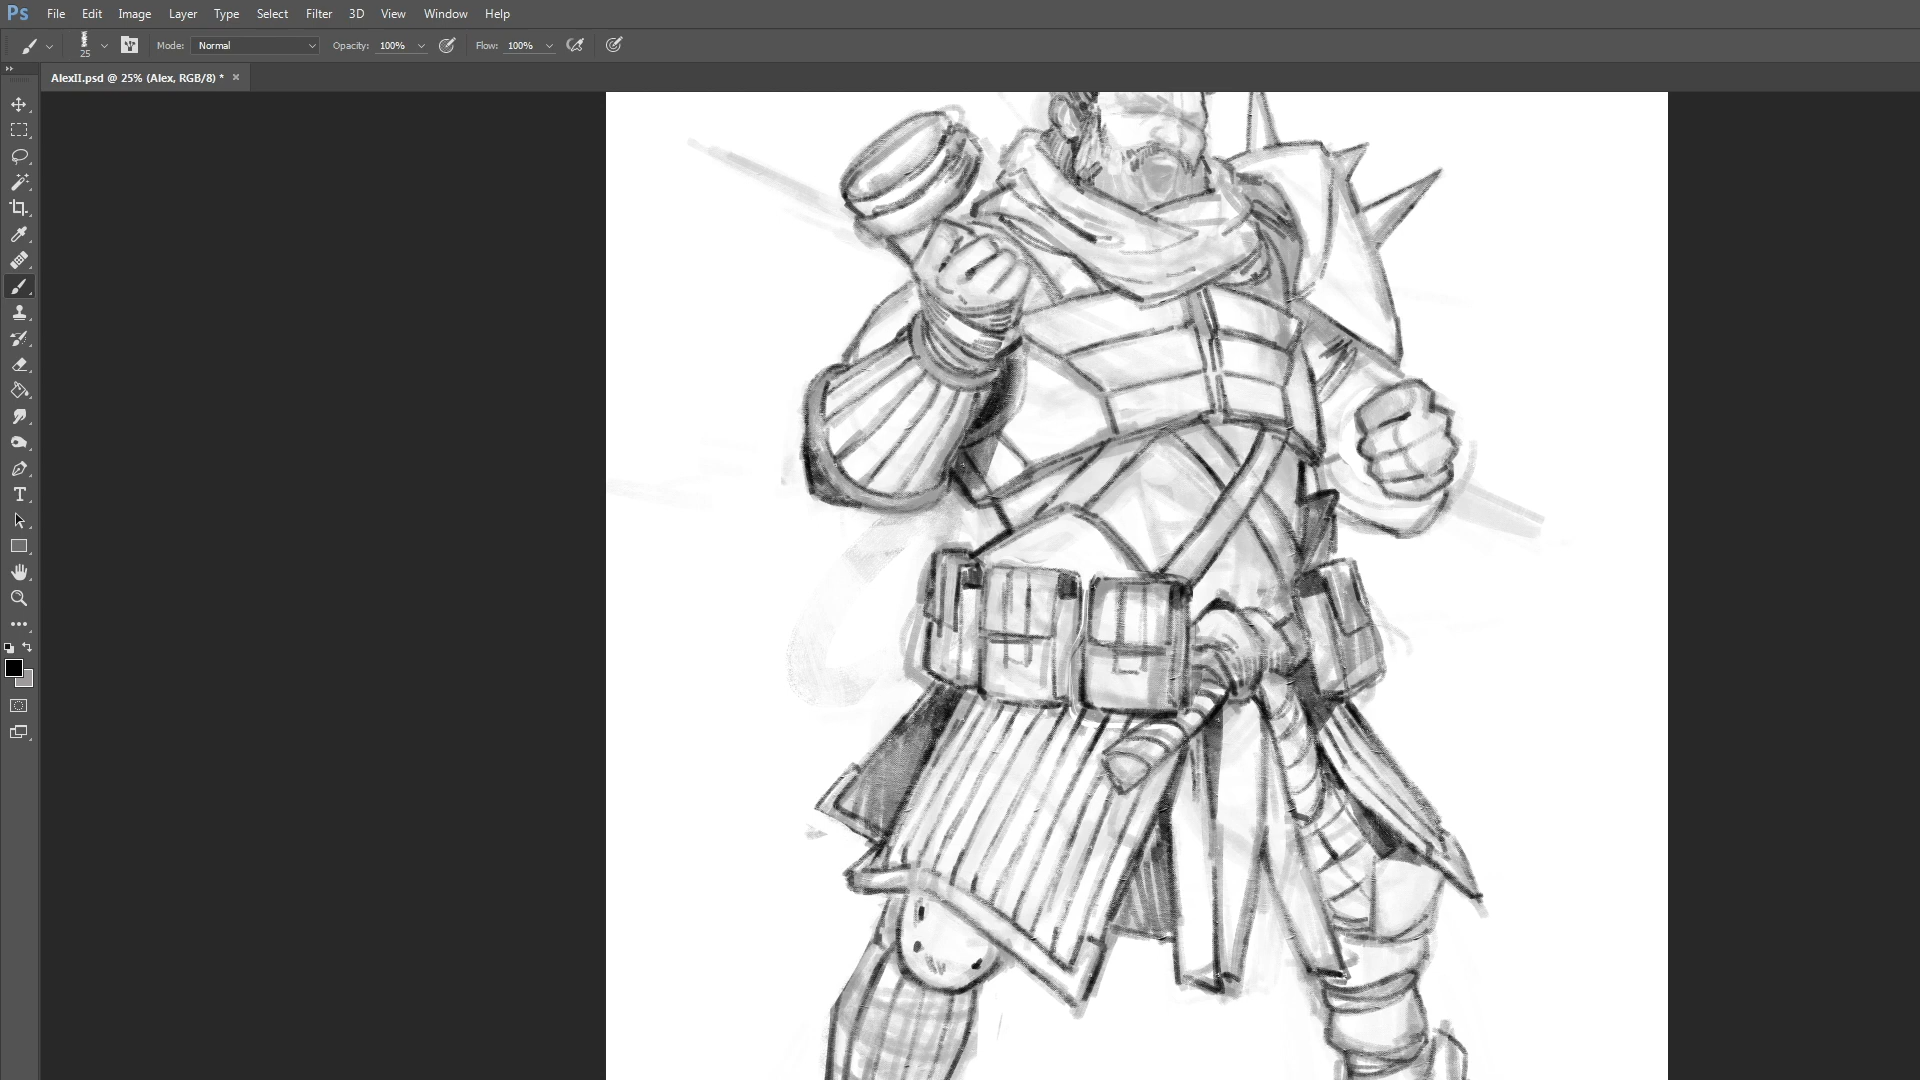 Ps File Edit Image Layer Type Select Filter 3D View Window Help
25 Mode: Normal Opacity: 100% Flow: 100%
AlexII.psd @ 25% (Alex, RGB/8) * ×
T